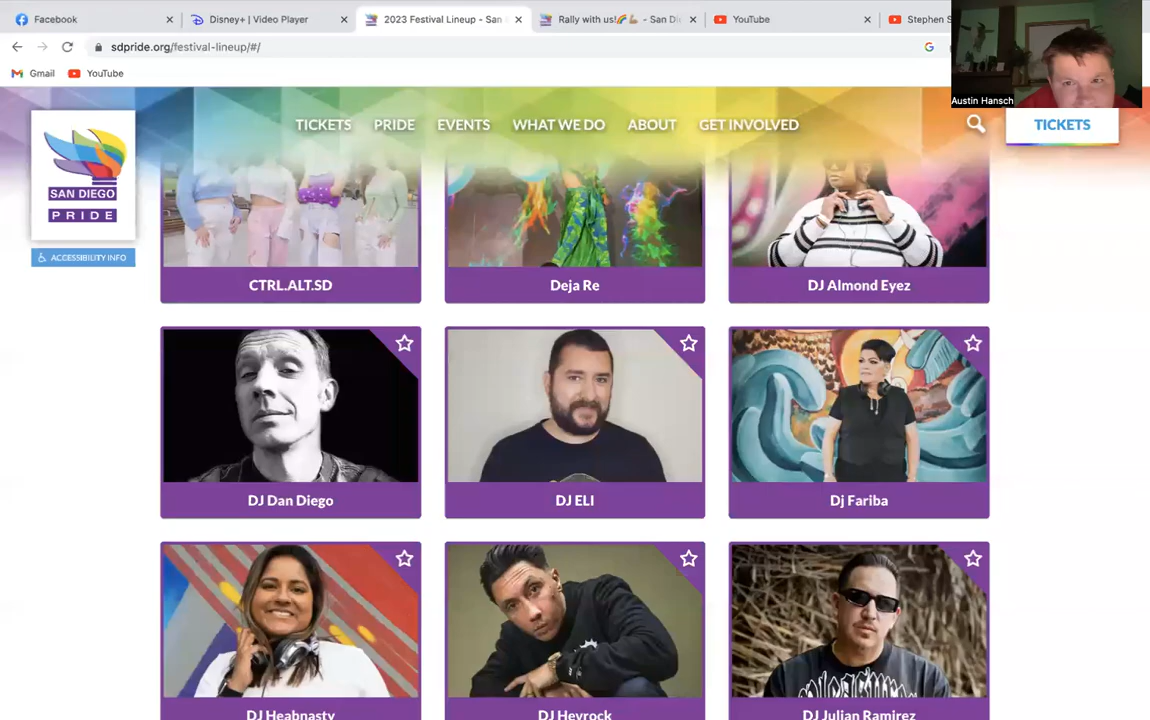 Facebook
Disney+ | Video Player
2023 Festival Lineup - San
Rally with us!🌈💪 - San Di
YouTube
Stephen S
sdpride.org/festival-lineup/#/
Gmail
YouTube
Austin Hansch
TICKETS
PRIDE
EVENTS
WHAT WE DO
ABOUT
GET INVOLVED
TICKETS
SAN DIEGO
PRIDE
ACCESSIBILITY INFO
CTRL.ALT.SD
Deja Re
DJ Almond Eyez
DJ Dan Diego
DJ ELI
Dj Fariba
DJ Heabnasty
DJ Heyrock
DJ Julian Ramirez